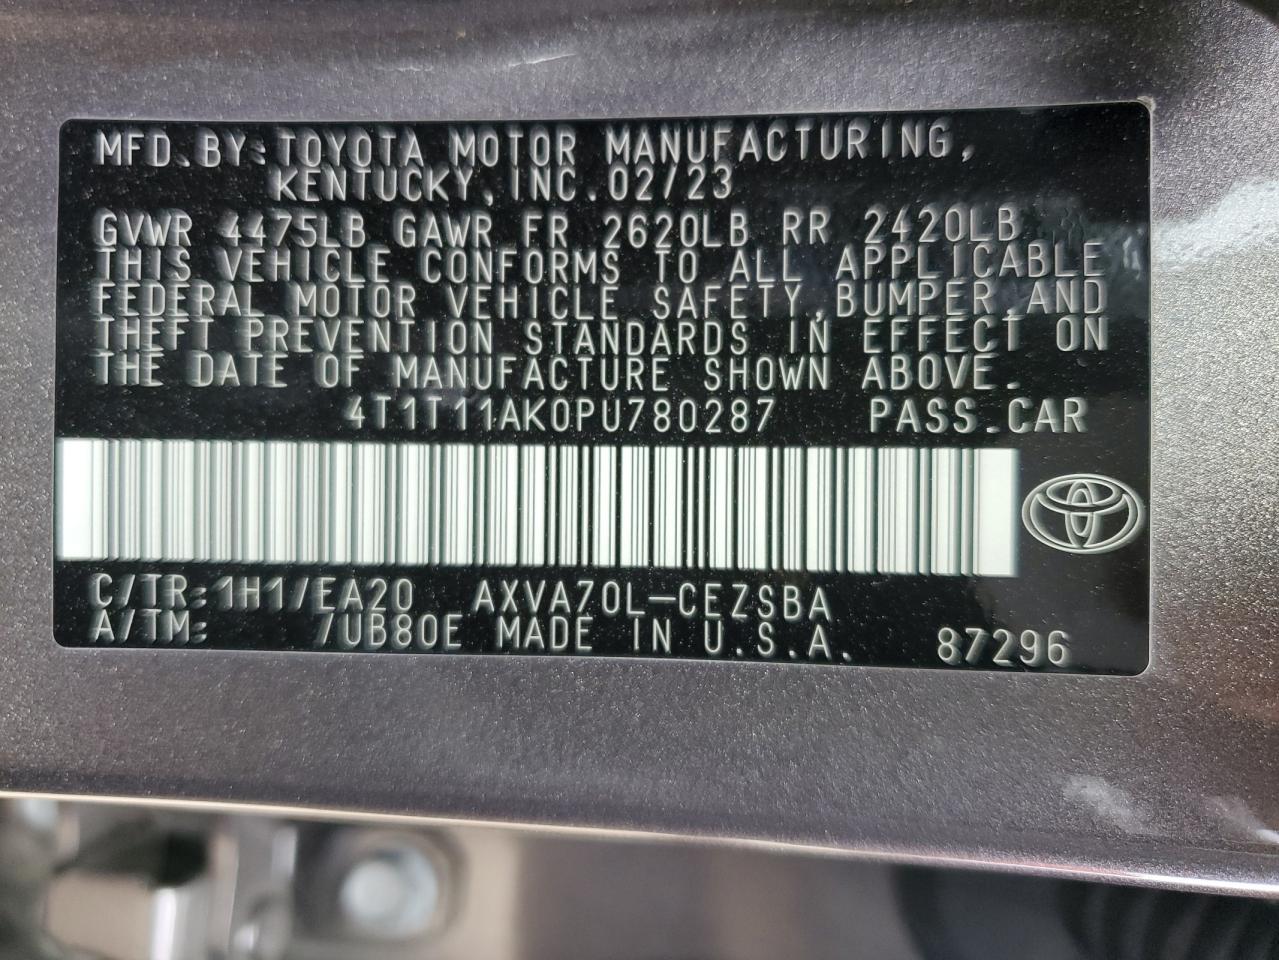 MFD.BY:TOYOTA MOTOR MANUFACTURING,
KENTUCKY,INC.02/23
GVWR 4475LB GAWR FR 2620LB RR 2420LB
THIS VEHICLE CONFORMS TO ALL APPLICABLE
FEDERAL MOTOR VEHICLE SAFETY,BUMPER,AND
THEFT PREVENTION STANDARDS IN EFFECT ON
THE DATE OF MANUFACTURE SHOWN ABOVE.
4T1T11AK0PU780287 PASS.CAR
C/TR:1H1/EA20 AXVA70L-CEZSBA
A/TM: /UB80E MADE IN U.S.A. 87296